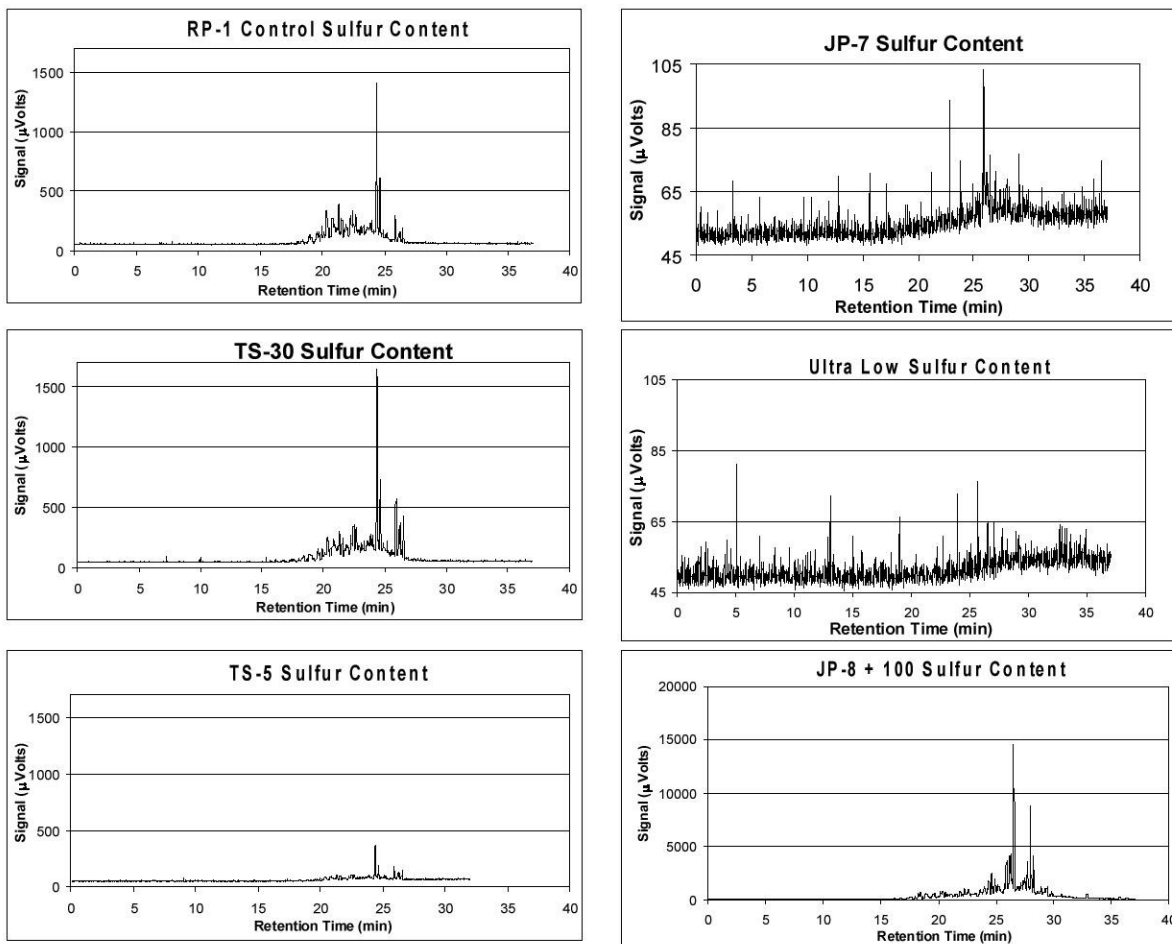 RP-1 Control Sulfur Content
Signal (µVolts)
1500
1000
500
0
0 5 10 15 20 25 30 35 40
Retention Time (min)
JP-7 Sulfur Content
Signal (µVolts)
105
85
65
45
0 5 10 15 20 25 30 35 40
Retention Time (min)
TS-30 Sulfur Content
Signal (µVolts)
1500
1000
500
0
0 5 10 15 20 25 30 35 40
Retention Time (min)
Ultra Low Sulfur Content
Signal (µVolts)
105
85
65
45
0 5 10 15 19 25 30 35 40
Retention Time (min)
TS-5 Sulfur Content
Signal (µVolts)
1500
1000
500
0
0 5 10 15 20 25 30 35 40
Retention Time (min)
JP-8 + 100 Sulfur Content
Signal (µVolts)
20000
15000
10000
5000
0
0 5 10 15 20 25 30 35 40
Retention Time (min)